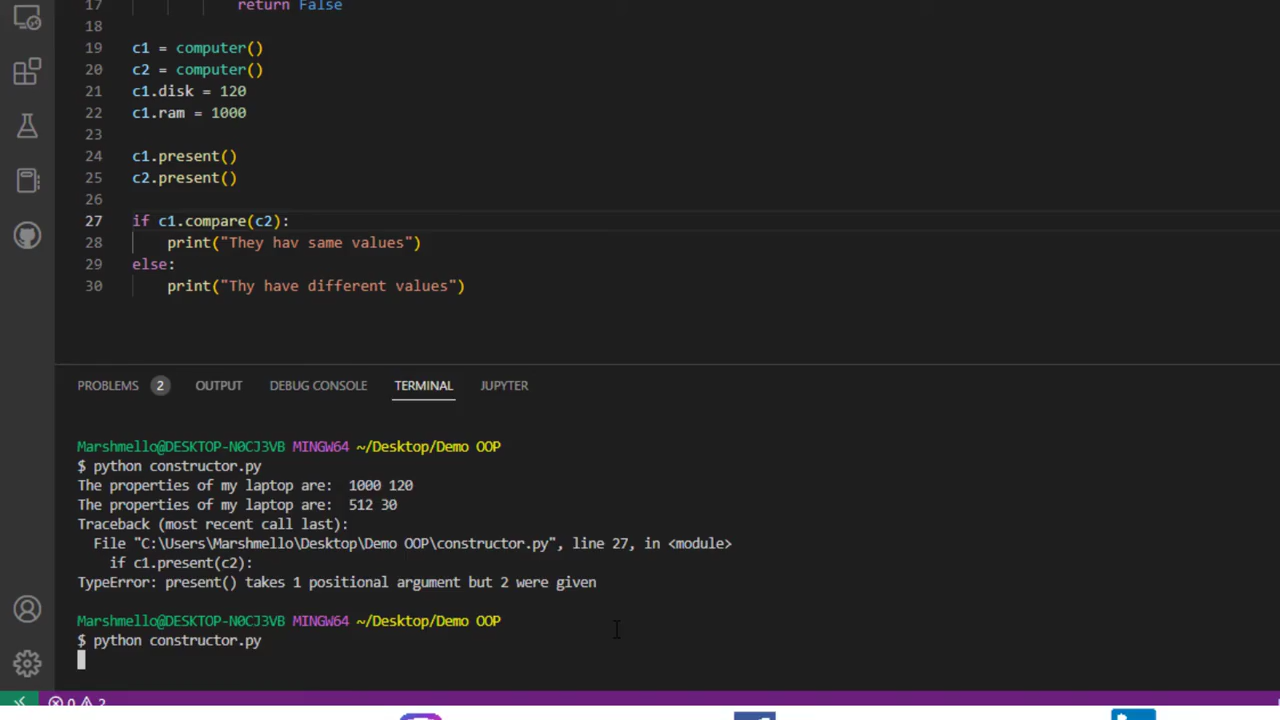 17 return False
18
19 c1 = computer()
20 c2 = computer()
21 c1.disk = 120
22 c1.ram = 1000
23
24 c1.present()
25 c2.present()
26
27 if c1.compare(c2):
28 print("They hav same values")
29 else:
30 print("Thy have different values")
PROBLEMS 2 OUTPUT DEBUG CONSOLE TERMINAL JUPYTER
Marshmello@DESKTOP-N0CJ3VB MINGW64 ~/Desktop/Demo OOP
$ python constructor.py
The properties of my laptop are:  1000 120
The properties of my laptop are:  512 30
Traceback (most recent call last):
File "C:\Users\Marshmello\Desktop\Demo OOP\constructor.py", line 27, in <module>
if c1.present(c2):
TypeError: present() takes 1 positional argument but 2 were given
Marshmello@DESKTOP-N0CJ3VB MINGW64 ~/Desktop/Demo OOP
$ python constructor.py
0 2